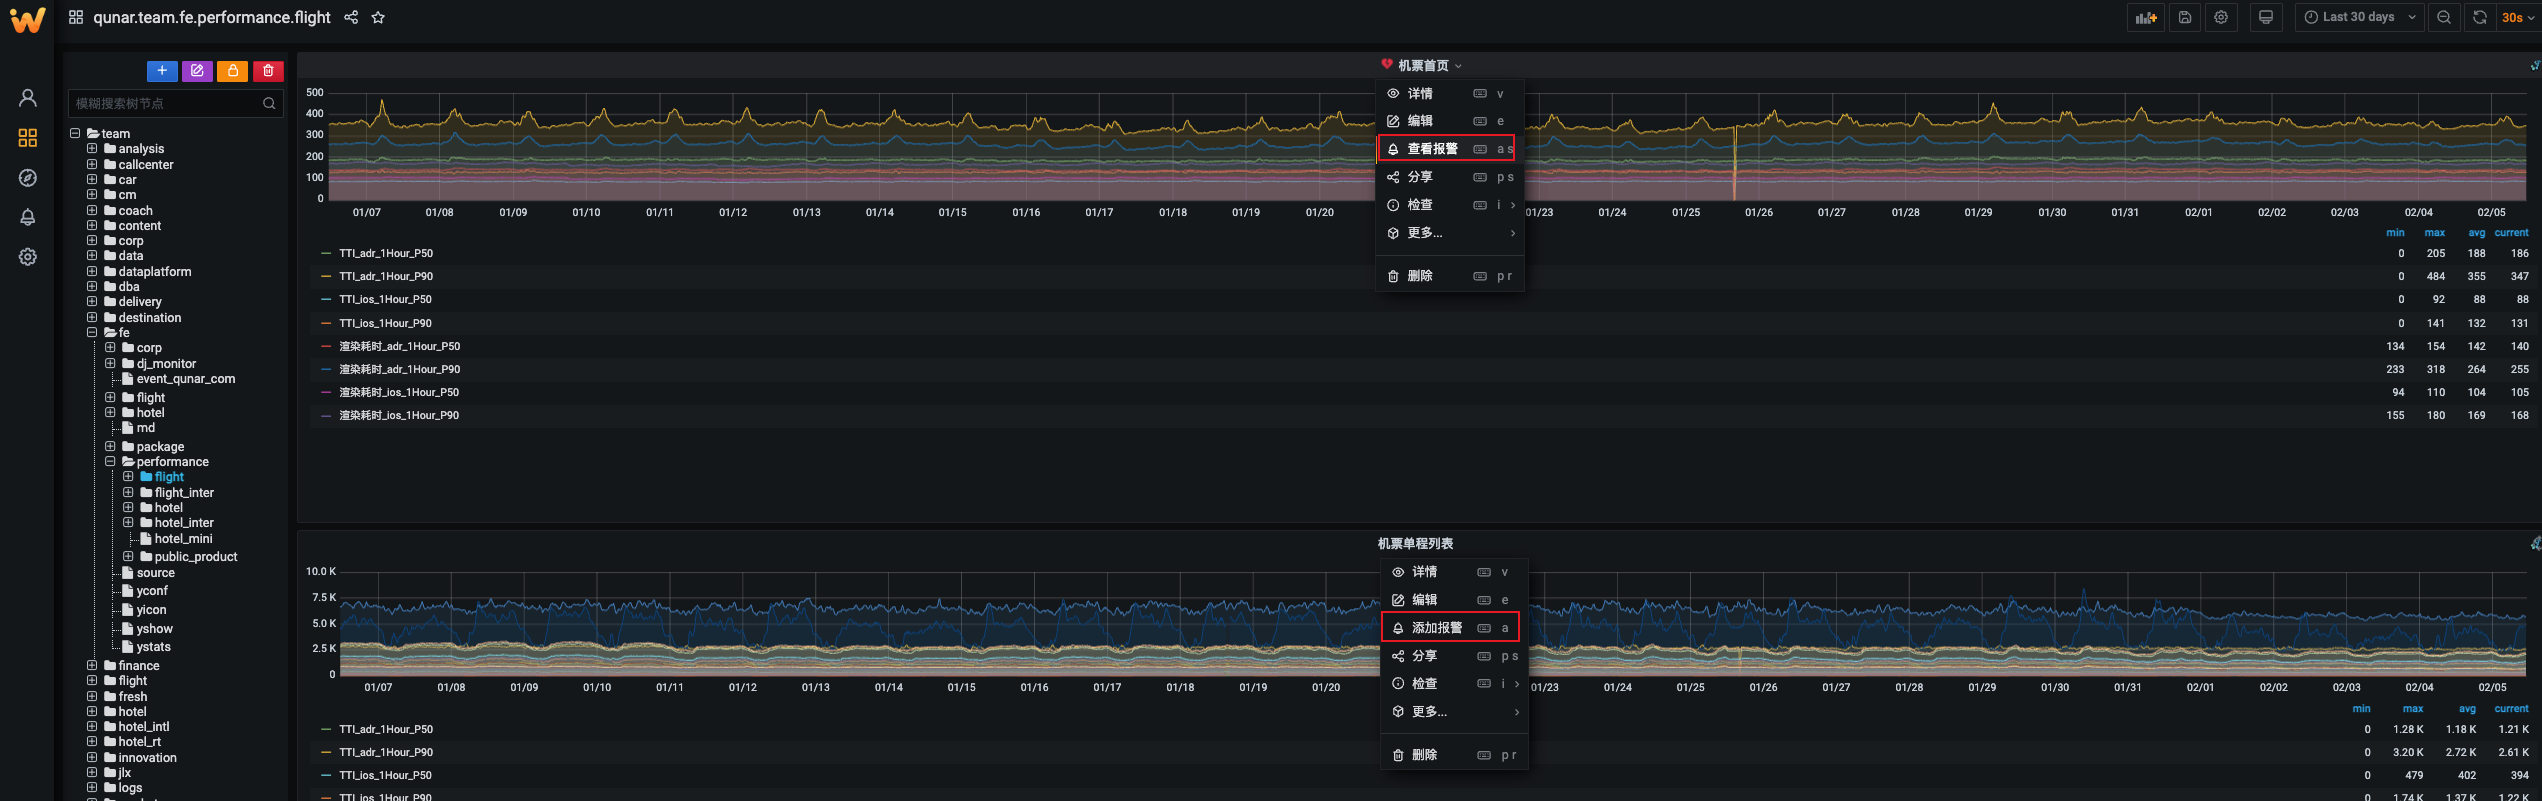 qunar.team.fe.performance.flight
Last 30 days
30s
模糊搜索树节点
team
analysis
callcenter
car
cm
coach
content
corp
data
dataplatform
dba
delivery
destination
fe
corp
dj_monitor
event_qunar_com
flight
hotel
md
package
performance
flight
flight_inter
hotel
hotel_inter
hotel_mini
public_product
source
yconf
yicon
yshow
ystats
finance
flight
fresh
hotel
hotel_intl
hotel_rt
innovation
jlx
logs
机票首页
详情 v
编辑 e
查看报警 a s
分享 p s
检查 i
更多...
删除 p r
500
400
300
200
100
0
01/07 01/08 01/09 01/10 01/11 01/12 01/13 01/14 01/15 01/16 01/17 01/18 01/19 01/20 01/23 01/24 01/25 01/26 01/27 01/28 01/29 01/30 01/31 02/01 02/02 02/03 02/04 02/05
min max avg current
TTI_adr_1Hour_P50 0 205 188 186
TTI_adr_1Hour_P90 0 484 355 347
TTI_ios_1Hour_P50 0 92 88 88
TTI_ios_1Hour_P90 0 141 132 131
渲染耗时_adr_1Hour_P50 134 154 142 140
渲染耗时_adr_1Hour_P90 233 318 264 255
渲染耗时_ios_1Hour_P50 94 110 104 105
渲染耗时_ios_1Hour_P90 155 180 169 168
机票单程列表
详情 v
编辑 e
添加报警 a
分享 p s
检查 i
更多...
删除 p r
10.0 K
7.5 K
5.0 K
2.5 K
0
01/07 01/08 01/09 01/10 01/11 01/12 01/13 01/14 01/15 01/16 01/17 01/18 01/19 01/20 01/23 01/24 01/25 01/26 01/27 01/28 01/29 01/30 01/31 02/01 02/02 02/03 02/04 02/05
min max avg current
TTI_adr_1Hour_P50 0 1.28 K 1.18 K 1.21 K
TTI_adr_1Hour_P90 0 3.20 K 2.72 K 2.61 K
TTI_ios_1Hour_P50 0 479 402 394
TTI_ios_1Hour_P90 0 1.74 K 1.37 K 1.22 K